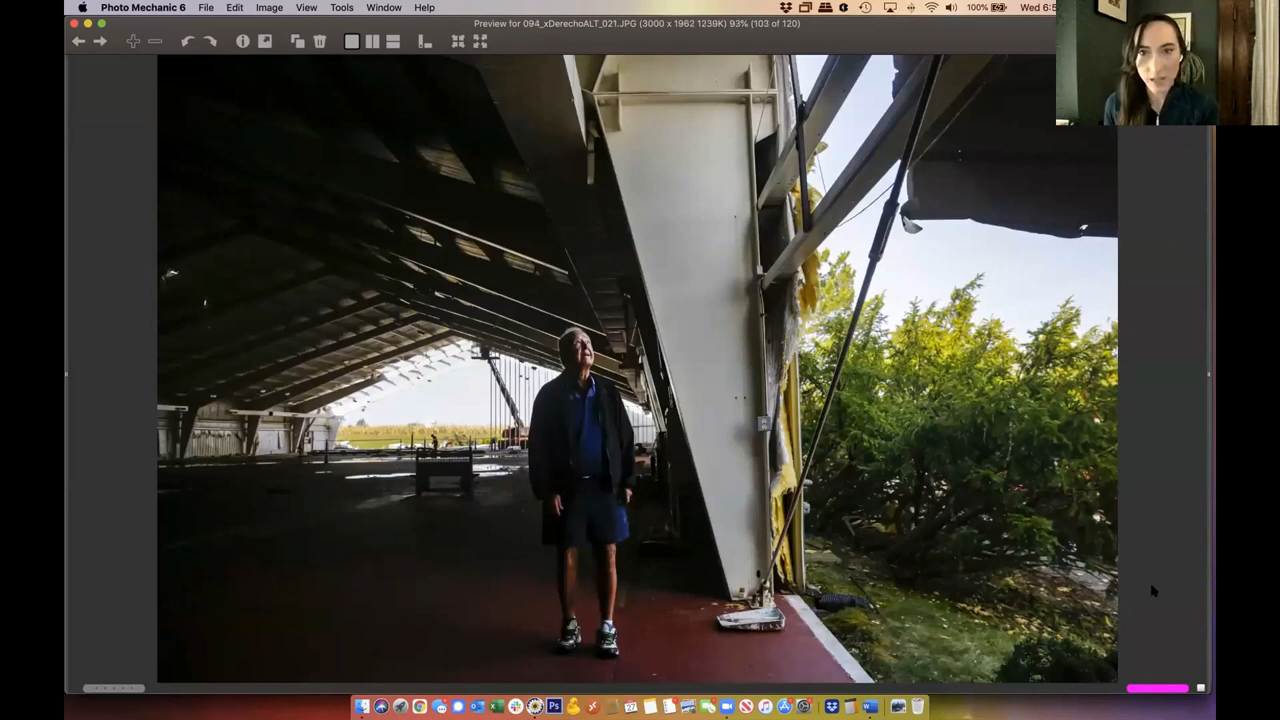 Photo Mechanic 6 File Edit Image View Tools Window Help 100% Wed 6:5
Preview for 094_xDerechoALT_021.JPG (3000 x 1962 1239K) 93% (103 of 120)